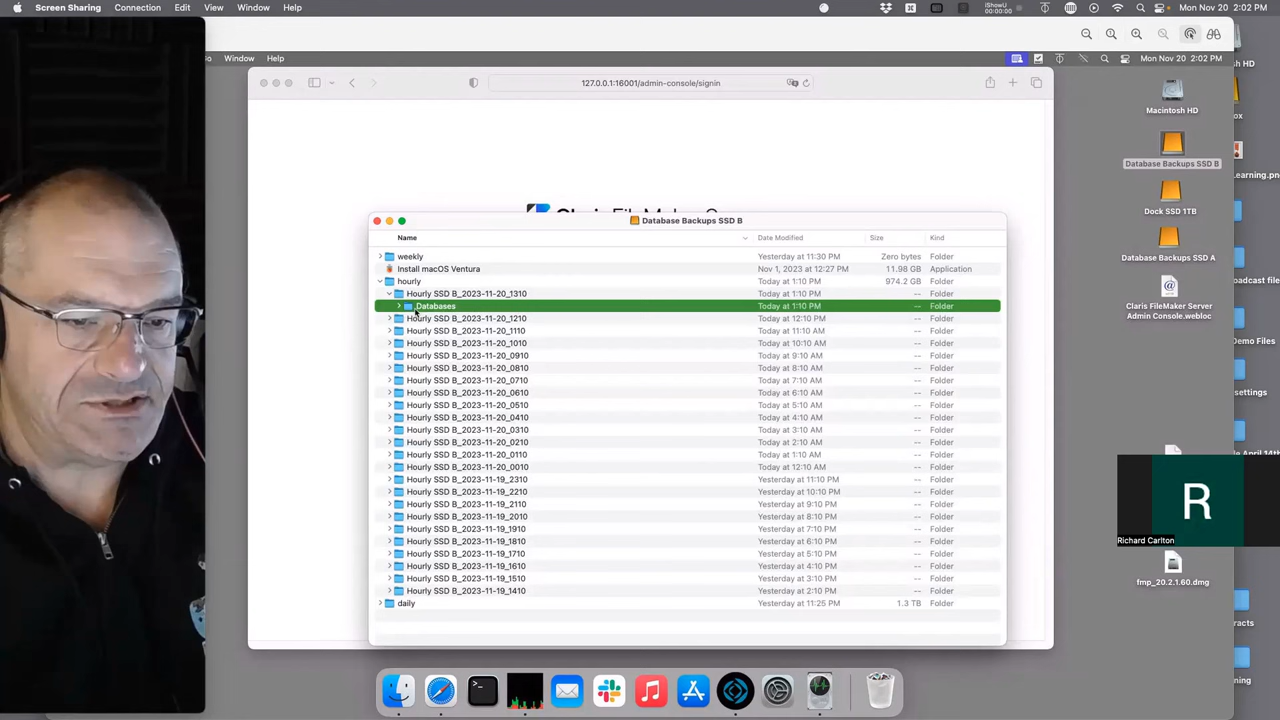 Screen Sharing Connection Edit View Window Help iShowU 00:00:00 Mon Nov 20 2:02 PM
Window Help Mon Nov 20 2:02 PM
127.0.0.1:16001/admin-console/signin
Macintosh HD
Database Backups SSD B
Dock SSD 1TB
Database Backups SSD A
Claris FileMaker Server
Admin Console.webloc
Database Backups SSD B
Name Date Modified Size Kind
weekly Yesterday at 11:30 PM Zero bytes Folder
Install macOS Ventura Nov 1, 2023 at 12:27 PM 11.98 GB Application
hourly Today at 1:10 PM 974.2 GB Folder
Hourly SSD B_2023-11-20_1310 Today at 1:10 PM -- Folder
Databases Today at 1:10 PM -- Folder
Hourly SSD B_2023-11-20_1210 Today at 12:10 PM -- Folder
Hourly SSD B_2023-11-20_1110 Today at 11:10 AM -- Folder
Hourly SSD B_2023-11-20_1010 Today at 10:10 AM -- Folder
Hourly SSD B_2023-11-20_0910 Today at 9:10 AM -- Folder
Hourly SSD B_2023-11-20_0810 Today at 8:10 AM -- Folder
Hourly SSD B_2023-11-20_0710 Today at 7:10 AM -- Folder
Hourly SSD B_2023-11-20_0610 Today at 6:10 AM -- Folder
Hourly SSD B_2023-11-20_0510 Today at 5:10 AM -- Folder
Hourly SSD B_2023-11-20_0410 Today at 4:10 AM -- Folder
Hourly SSD B_2023-11-20_0310 Today at 3:10 AM -- Folder
Hourly SSD B_2023-11-20_0210 Today at 2:10 AM -- Folder
Hourly SSD B_2023-11-20_0110 Today at 1:10 AM -- Folder
Hourly SSD B_2023-11-20_0010 Today at 12:10 AM -- Folder
Hourly SSD B_2023-11-19_2310 Yesterday at 11:10 PM -- Folder
Hourly SSD B_2023-11-19_2210 Yesterday at 10:10 PM -- Folder
Hourly SSD B_2023-11-19_2110 Yesterday at 9:10 PM -- Folder
Hourly SSD B_2023-11-19_2010 Yesterday at 8:10 PM -- Folder
Hourly SSD B_2023-11-19_1910 Yesterday at 7:10 PM -- Folder
Hourly SSD B_2023-11-19_1810 Yesterday at 6:10 PM -- Folder
Hourly SSD B_2023-11-19_1710 Yesterday at 5:10 PM -- Folder
Hourly SSD B_2023-11-19_1610 Yesterday at 4:10 PM -- Folder
Hourly SSD B_2023-11-19_1510 Yesterday at 3:10 PM -- Folder
Hourly SSD B_2023-11-19_1410 Yesterday at 2:10 PM -- Folder
daily Yesterday at 11:25 PM 1.3 TB Folder
R
Richard Carlton
fmp_20.2.1.60.dmg
HD
ox
earning.png
Demo Files
settings
e April 14th
racts
ning